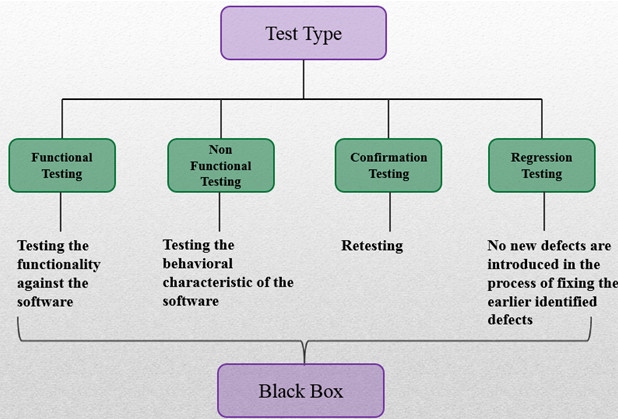 Test Type
Functional
Testing
Non
Functional
Testing
Confirmation
Testing
Regression
Testing
Testing the
functionality
against the
software
Testing the
behavioral
characteristic of the
software
Retesting
No new defects are
introduced in the
process of fixing the
earlier identified
defects
Black Box